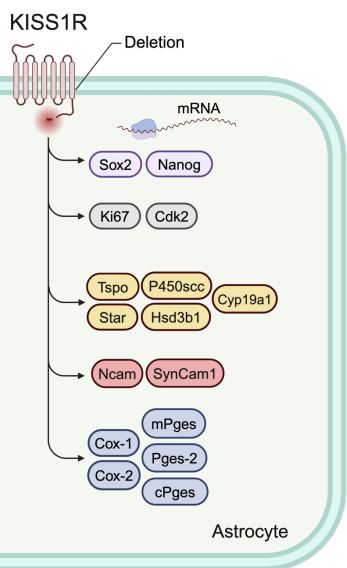 KISS1R
Deletion
-
mRNA
Sox2 Nanog
Ki67 Cdk2
Tspo P450scc
Cyp19a1
Star Hsd3b1
Ncam SynCam1
mPges
Cox-1
Pges-2
Cox-2
cPges
Astrocyte